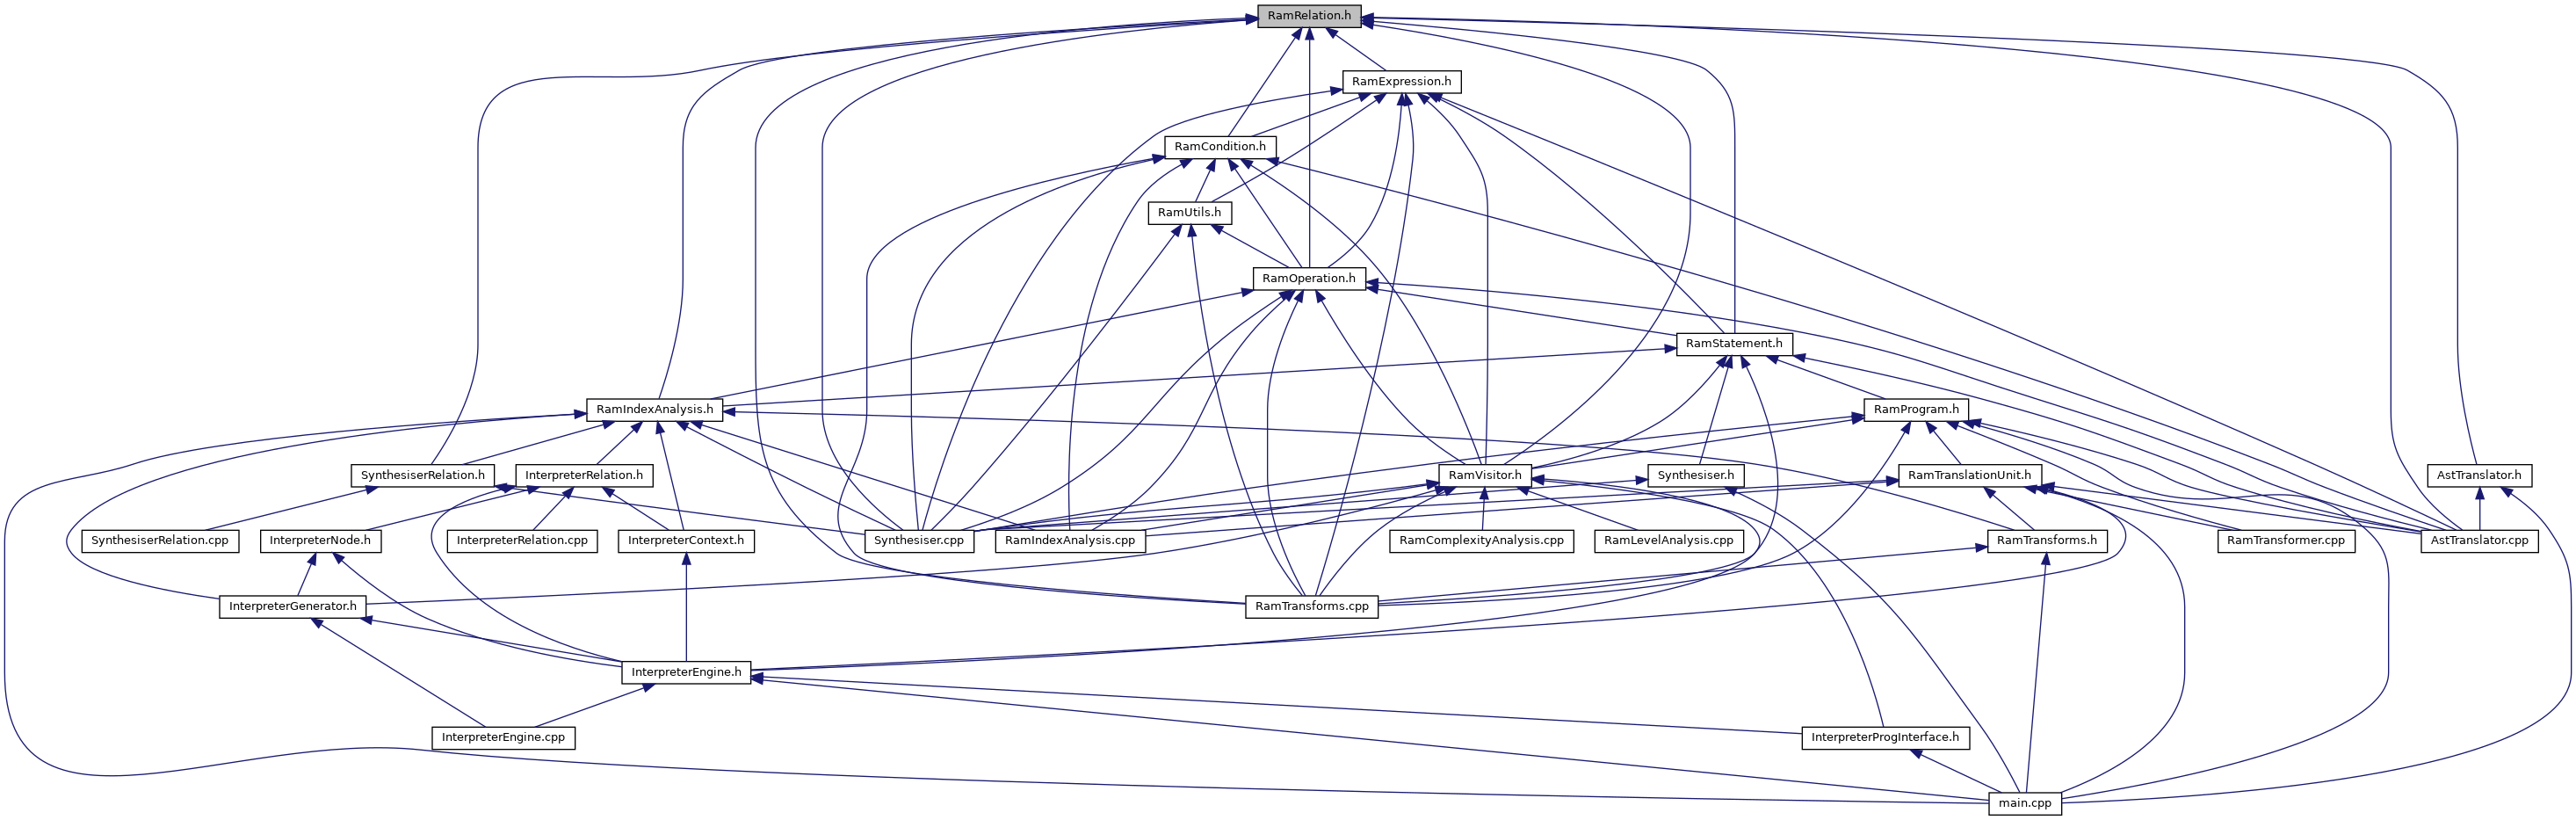 RamRelation.h
RamExpression.h
RamCondition.h
RamUtils.h
RamOperation.h
RamStatement.h
RamIndexAnalysis.h
RamProgram.h
SynthesiserRelation.h
InterpreterRelation.h
RamVisitor.h
Synthesiser.h
RamTranslationUnit.h
AstTranslator.h
SynthesiserRelation.cpp
InterpreterNode.h
InterpreterRelation.cpp
InterpreterContext.h
Synthesiser.cpp
RamIndexAnalysis.cpp
RamComplexityAnalysis.cpp
RamLevelAnalysis.cpp
RamTransforms.h
RamTransformer.cpp
AstTranslator.cpp
InterpreterGenerator.h
RamTransforms.cpp
InterpreterEngine.h
InterpreterEngine.cpp
InterpreterProgInterface.h
main.cpp